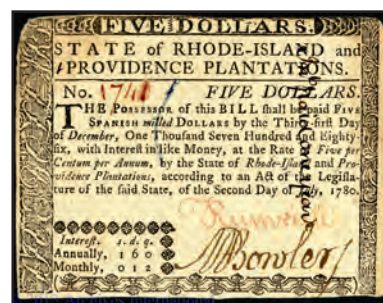 FIVE DOLLARS.
STATE of RHODE-ISLAND and
PROVIDENCE PLANTATIONS.
No. 1741 FIVE DOLLARS.
THE POSSESSOR of this BILL shall be paid FIVE
SPANISH milled DOLLARS by the Thirty-first Day
of December, One Thousand Seven Hundred and Eighty-
six, with Interest in like Money, at the Rate of Five per
Centum per Annum, by the State of Rhode-Island and Pro-
vidence Plantations, according to an Act of the Legisla-
ture of the said State, of the Second Day of July, 1780.
Interest. s. d. q.
Annually, 1 6 0
Monthly, 0 1 2
Bowler